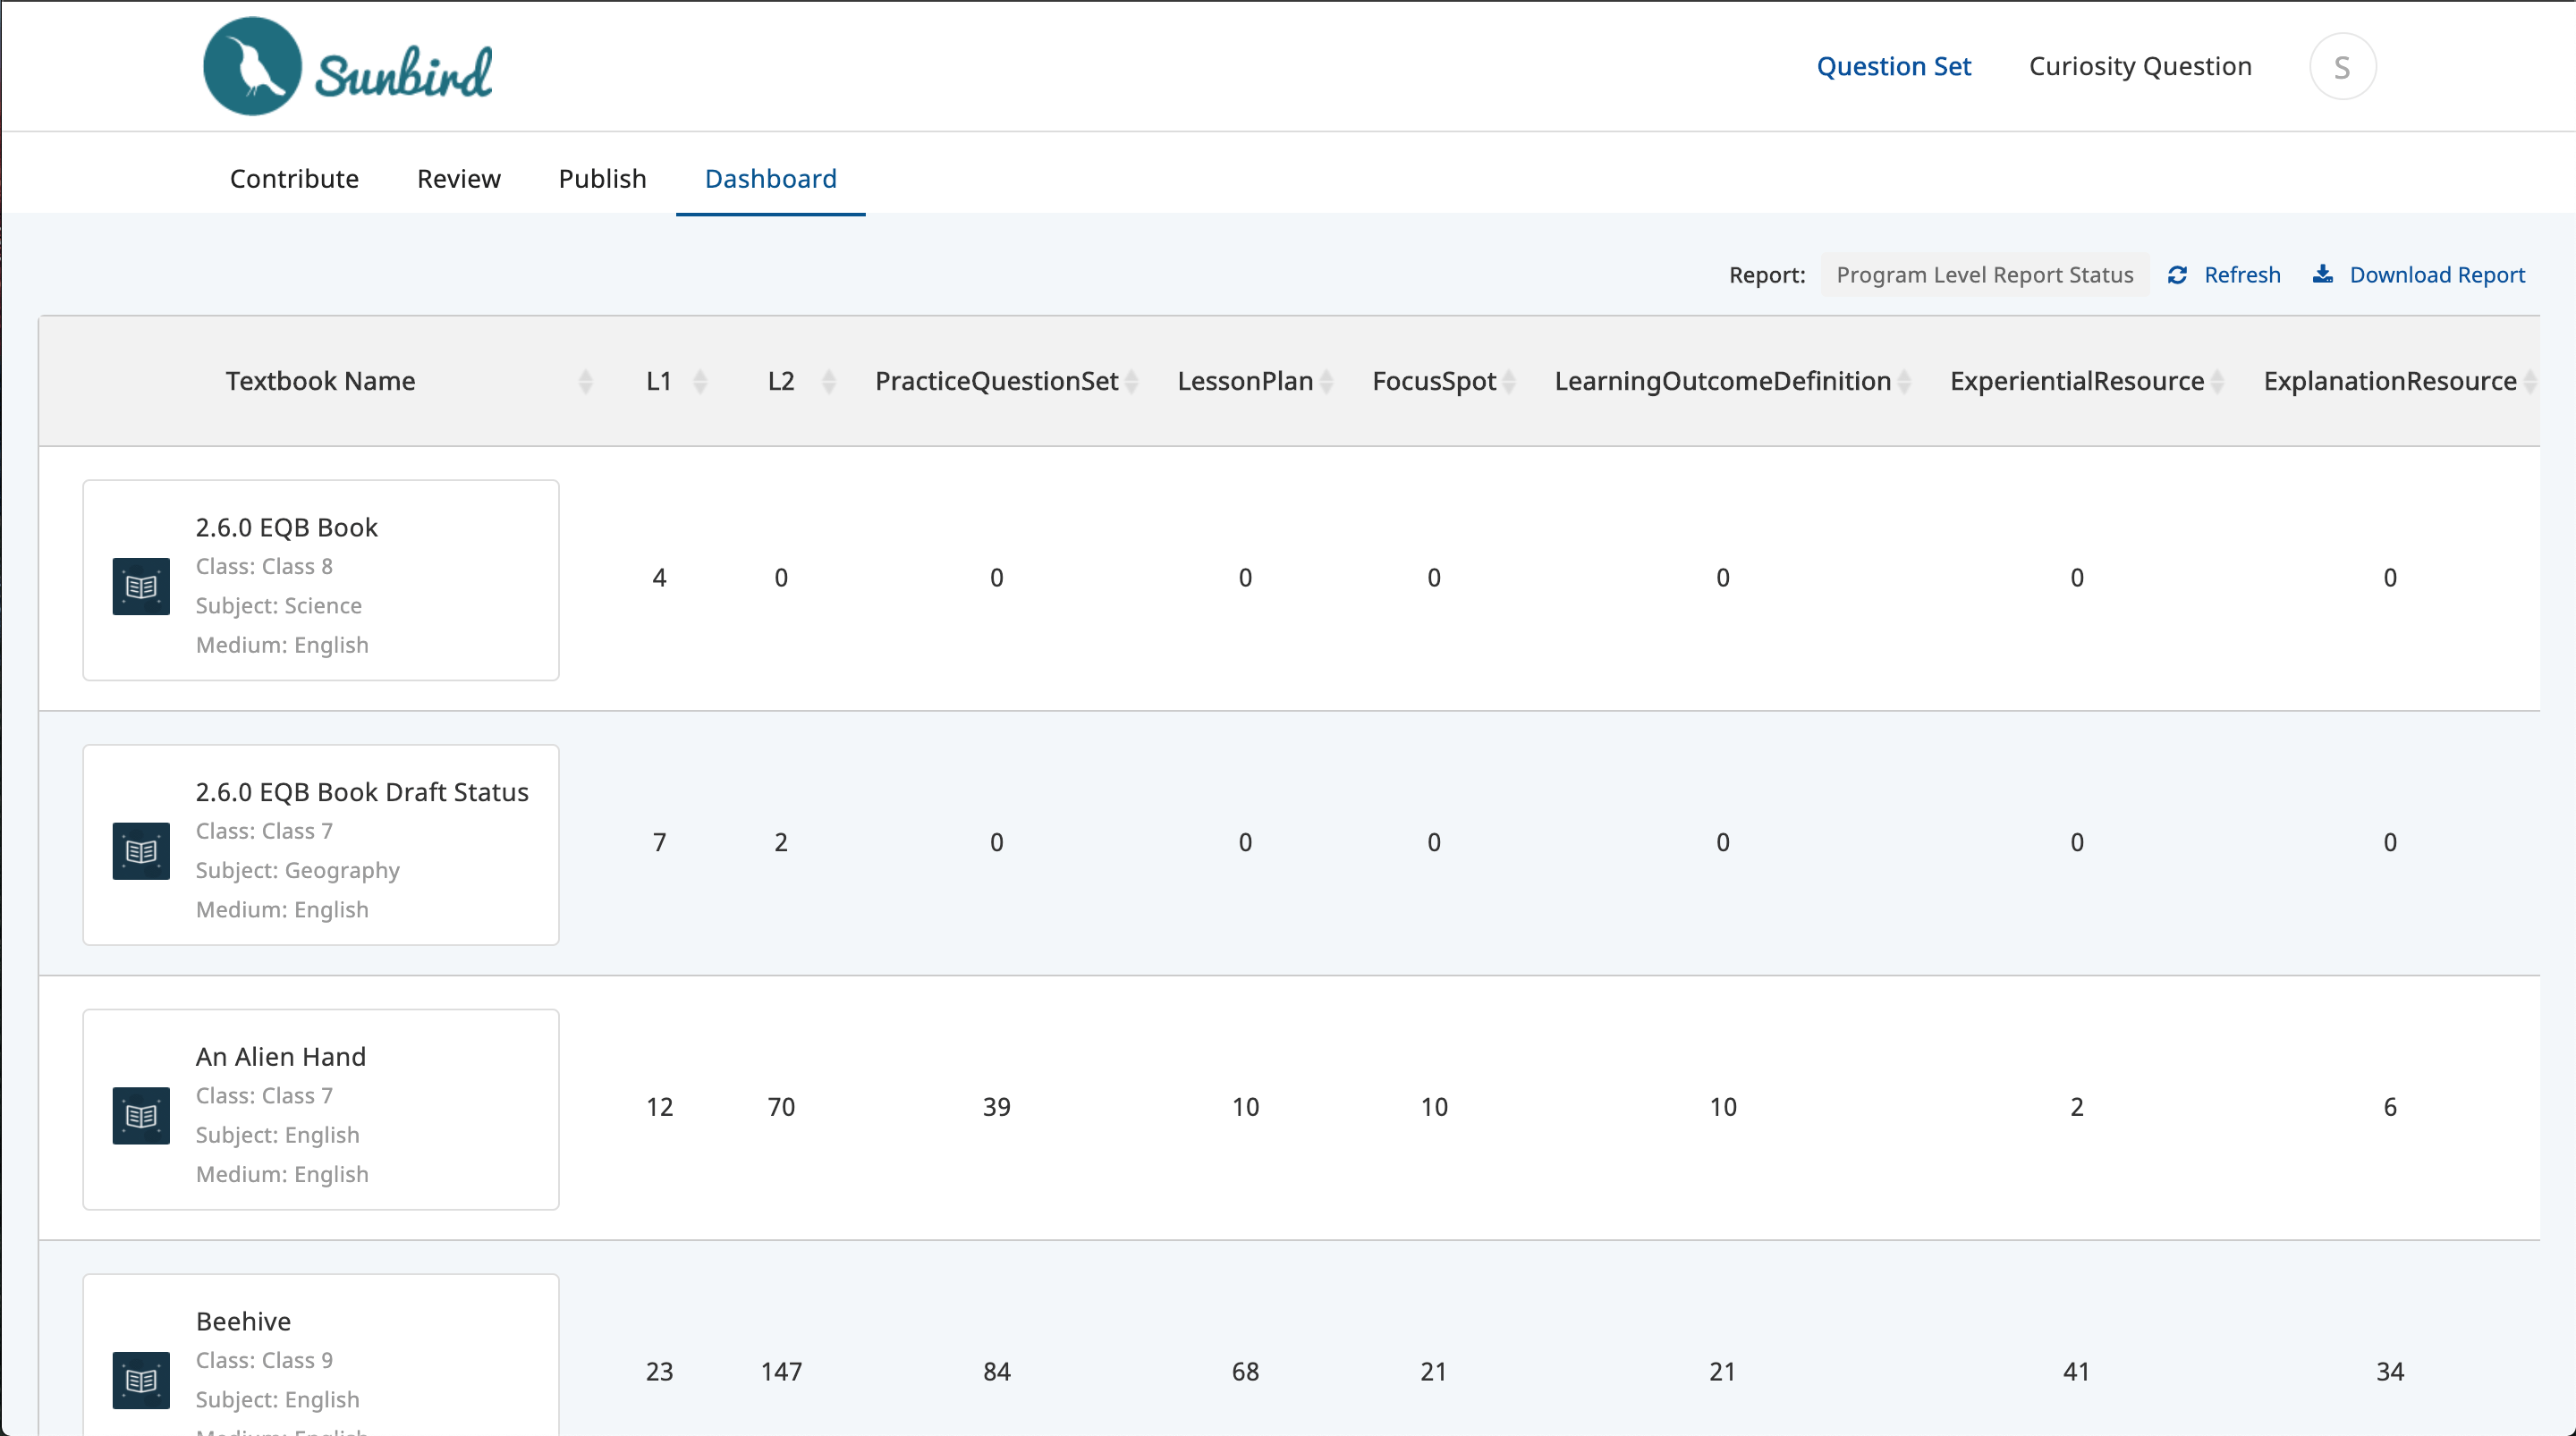 Sunbird
Question Set
Curiosity Question
S
Contribute
Review
Publish
Dashboard
Report: Program Level Report Status
Refresh
Download Report
Textbook Name L1 L2 PracticeQuestionSet LessonPlan FocusSpot LearningOutcomeDefinition ExperientialResource ExplanationResource
2.6.0 EQB Book
Class: Class 8
Subject: Science
Medium: English
4 0 0 0 0 0 0 0
2.6.0 EQB Book Draft Status
Class: Class 7
Subject: Geography
Medium: English
7 2 0 0 0 0 0 0
An Alien Hand
Class: Class 7
Subject: English
Medium: English
12 70 39 10 10 10 2 6
Beehive
Class: Class 9
Subject: English
Medium: English
23 147 84 68 21 21 41 34